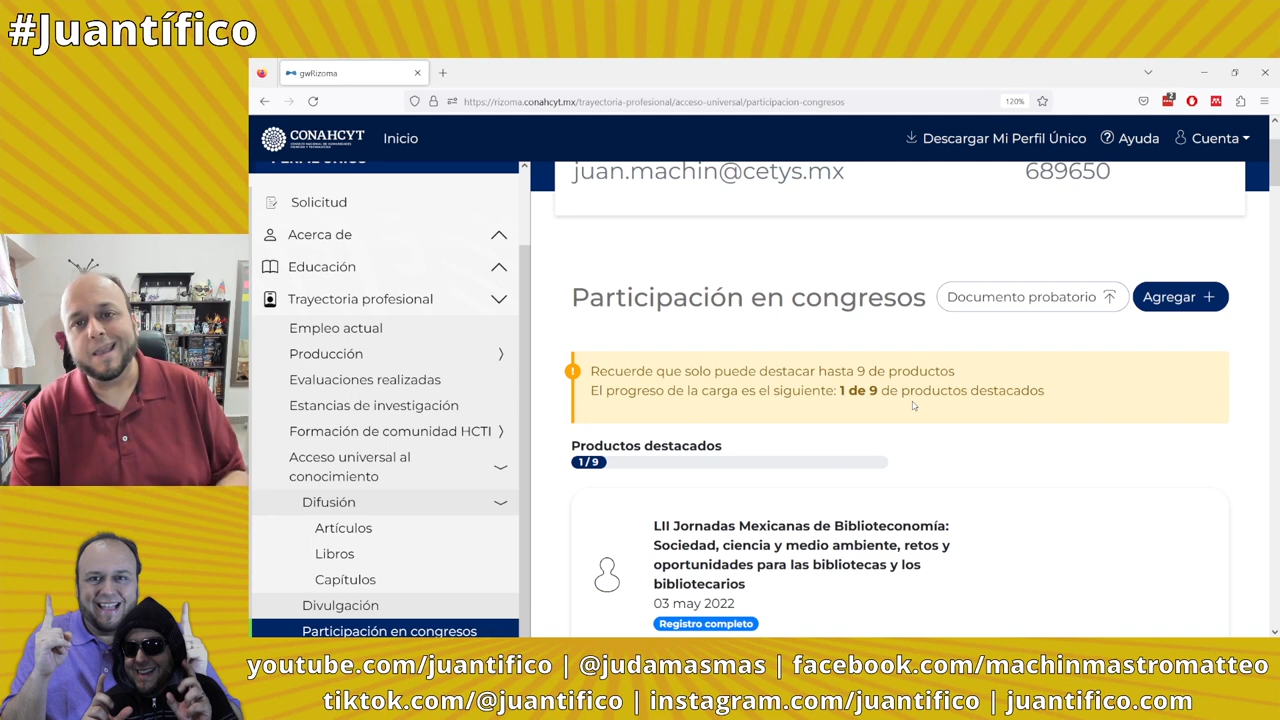 #Juantífico
gwRizoma
https://rizoma.conahcyt.mx/trayectoria-profesional/acceso-universal/participacion-congresos
120%
2
CONAHCYT
Inicio
Descargar Mi Perfil Único
Ayuda
Cuenta
PERFIL ÚNICO
juan.machin@cetys.mx
689650
Solicitud
Acerca de
Educación
Trayectoria profesional
Empleo actual
Producción
Evaluaciones realizadas
Estancias de investigación
Formación de comunidad HCTI
Acceso universal al
conocimiento
Difusión
Artículos
Libros
Capítulos
Divulgación
Participación en congresos
Participación en congresos
Documento probatorio
Agregar +
Recuerde que solo puede destacar hasta 9 de productos
El progreso de la carga es el siguiente: 1 de 9 de productos destacados
Productos destacados
1 / 9
LII Jornadas Mexicanas de Biblioteconomía:
Sociedad, ciencia y medio ambiente, retos y
oportunidades para las bibliotecas y los
bibliotecarios
03 may 2022
Registro completo
youtube.com/juantifico | @judamasmas | facebook.com/machinmastromatteo
tiktok.com/@juantifico | instagram.com/juantifico | juantifico.com